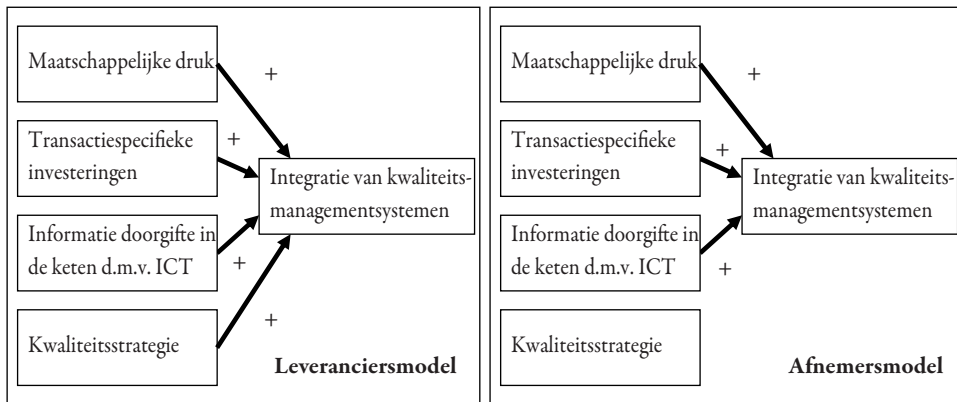 Maatschappelijke druk
+
Transactiespecifieke
investeringen
+
Integratie van kwaliteits-
managementsystemen
Informatie doorgifte in
de keten d.m.v. ICT
+
Kwaliteitsstrategie
+
Leveranciersmodel
Maatschappelijke druk
+
Transactiespecifieke
investeringen
+
Integratie van kwaliteits-
managementsystemen
Informatie doorgifte in
de keten d.m.v. ICT
+
Kwaliteitsstrategie
Afnemersmodel